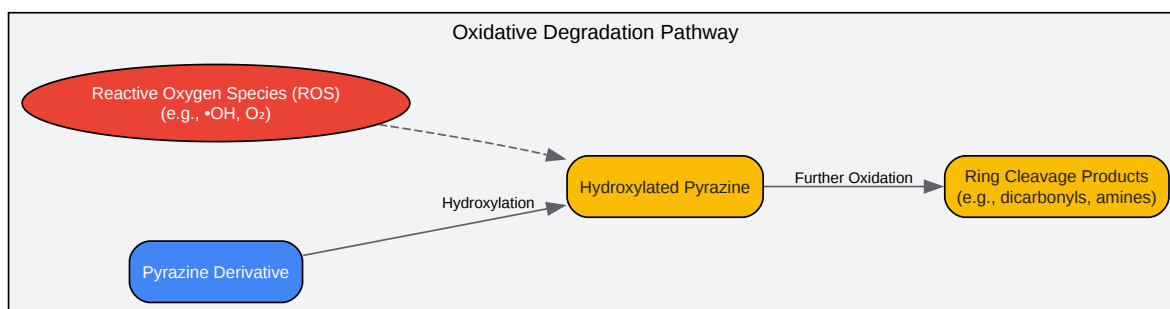 Oxidative Degradation Pathway
Reactive Oxygen Species (ROS)
(e.g., •OH, O₂)
Hydroxylated Pyrazine
Further Oxidation
Ring Cleavage Products
(e.g., dicarbonyls, amines)
Hydroxylation
Pyrazine Derivative